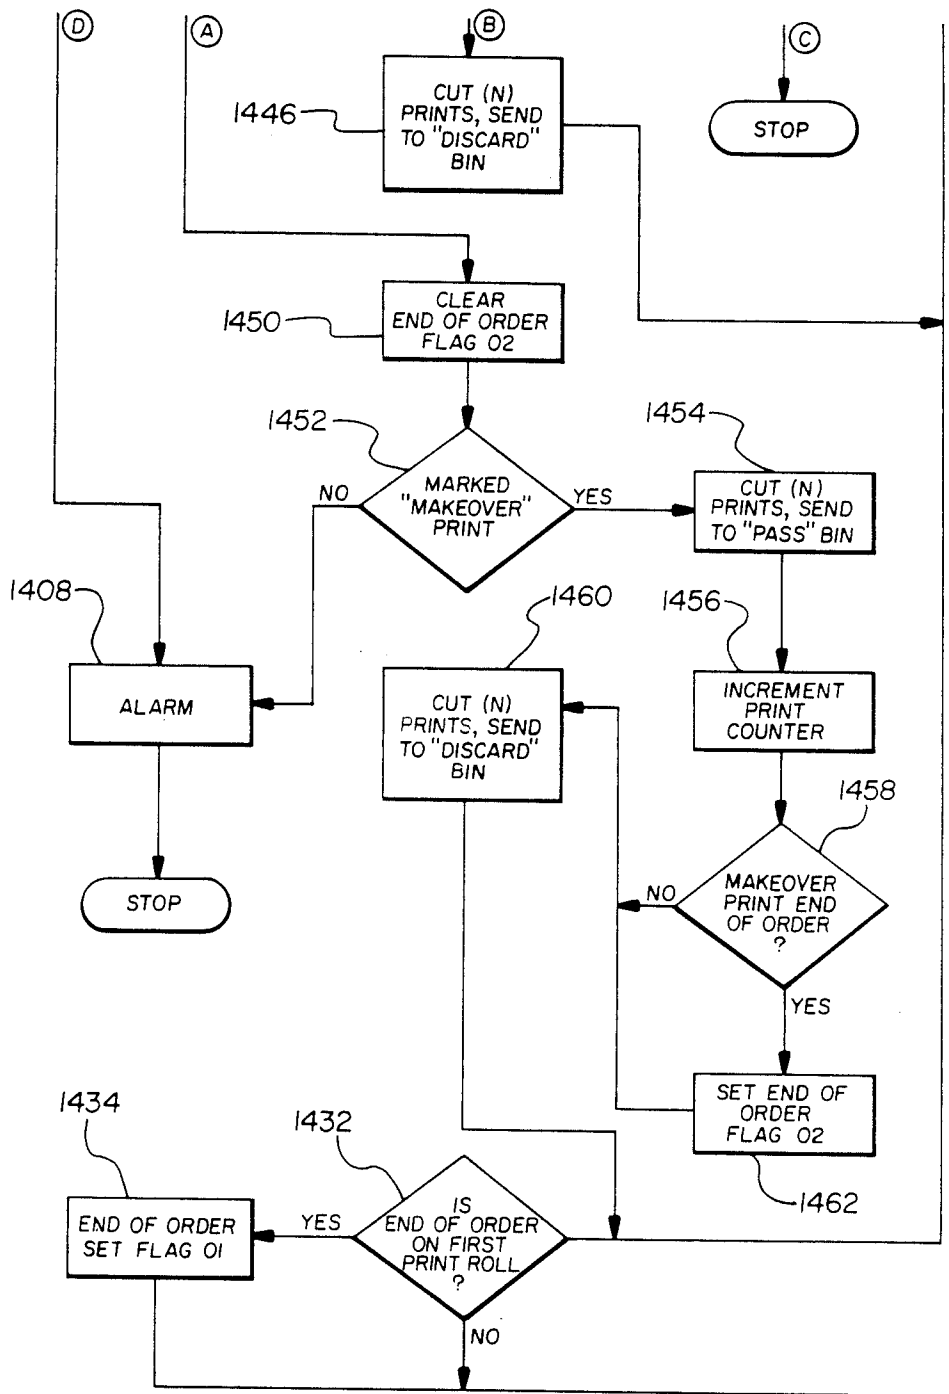 D
A
B
C
1446
CUT (N)
PRINTS, SEND
TO "DISCARD"
BIN
STOP
1450
CLEAR
END OF ORDER
FLAG O2
1452
MARKED
"MAKEOVER"
PRINT
NO
YES
1454
CUT (N)
PRINTS, SEND
TO "PASS" BIN
1408
ALARM
1460
CUT (N)
PRINTS, SEND
TO "DISCARD"
BIN
1456
INCREMENT
PRINT
COUNTER
STOP
1458
MAKEOVER
PRINT END
OF ORDER
?
NO
YES
SET END OF
ORDER
FLAG O2
1462
1434
END OF ORDER
SET FLAG O1
YES
1432
IS
END OF ORDER
ON FIRST
PRINT ROLL
?
NO